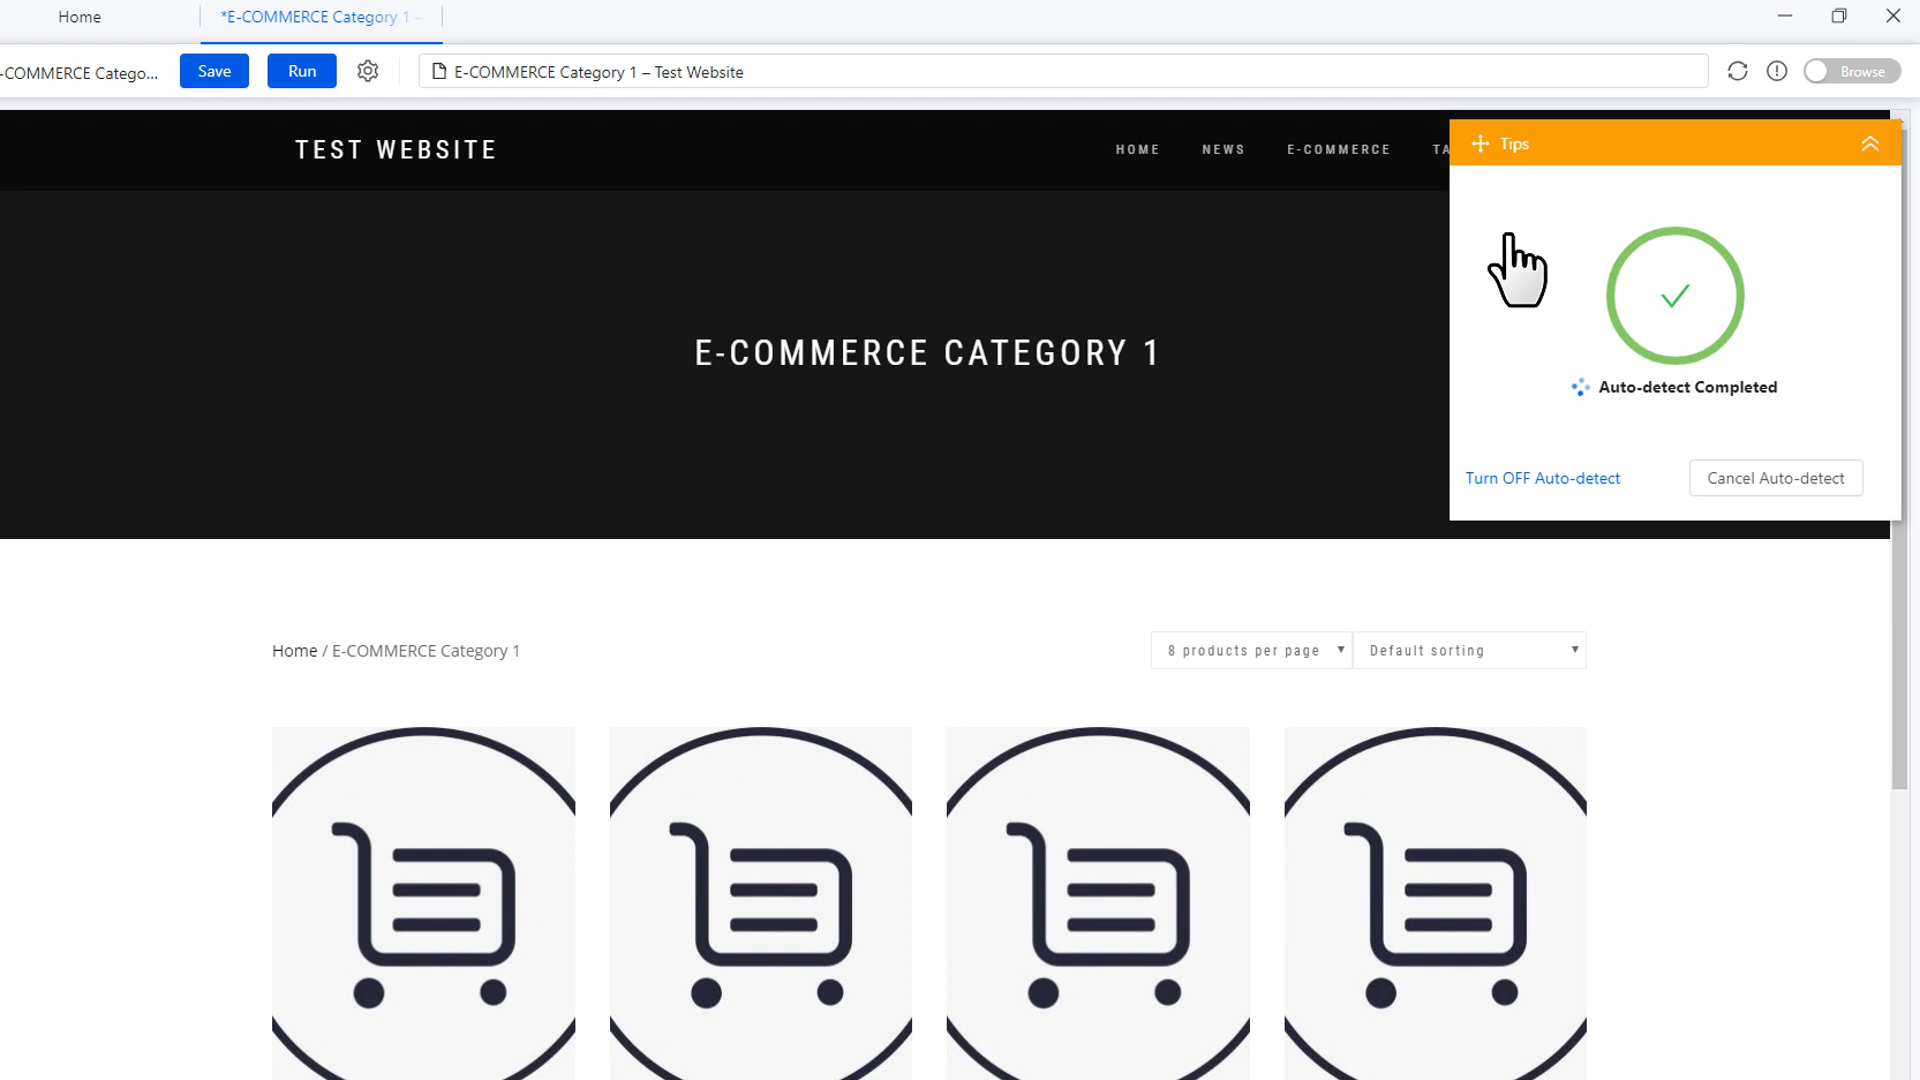 Home
*E-COMMERCE Category 1 –
-COMMERCE Catego...
Save
Run
E-COMMERCE Category 1 – Test Website
Browse
TEST WEBSITE
HOME
NEWS
E-COMMERCE
TA
Tips
E-COMMERCE CATEGORY 1
Auto-detect Completed
Turn OFF Auto-detect
Cancel Auto-detect
Home / E-COMMERCE Category 1
8 products per page
Default sorting